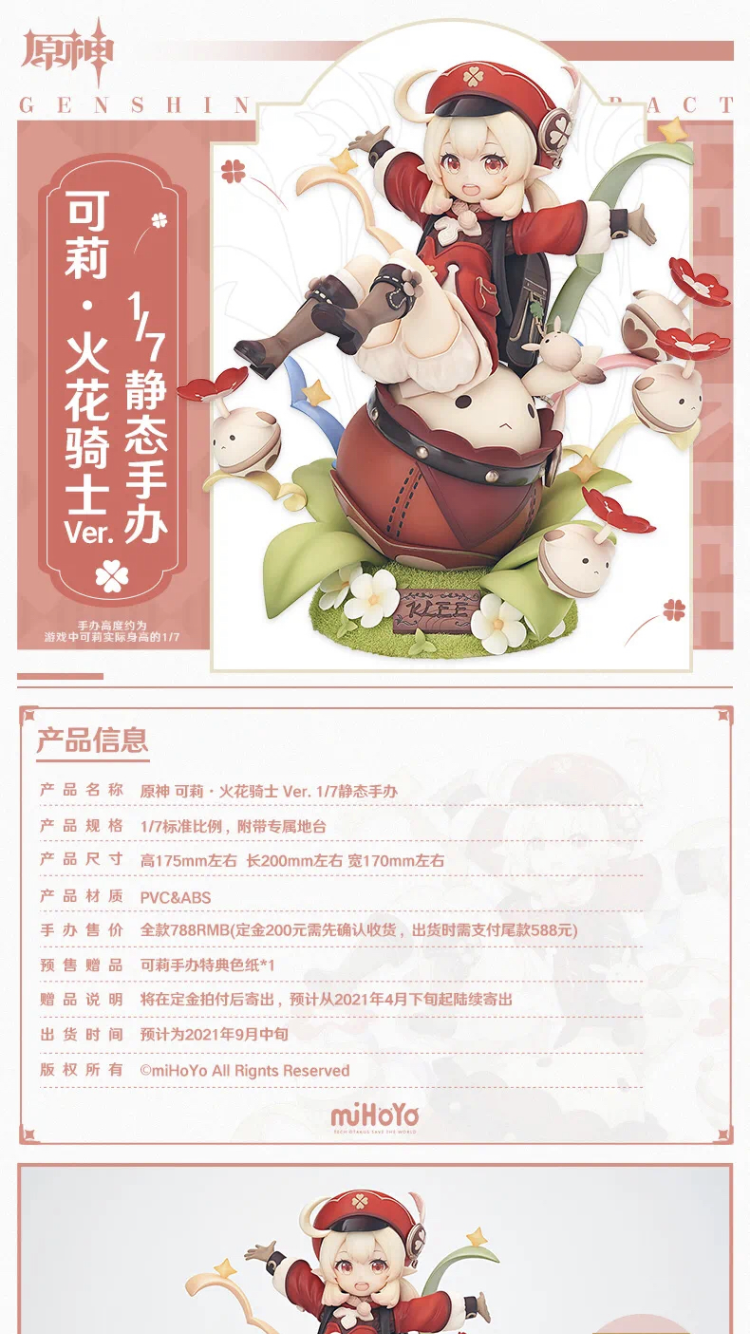 原神
GENSHIN
可莉·火花骑士Ver.
1/7静态手办
KLEE
手办高度约为
游戏中可莉实际身高的1/7
产品信息
产品名称 原神 可莉·火花骑士 Ver. 1/7静态手办
产品规格 1/7标准比例，附带专属地台
产品尺寸 高175mm左右 长200mm左右 宽170mm左右
产品材质 PVC&ABS
手办售价 全款788RMB(定金200元需先确认收货，出货时需支付尾款588元)
预售赠品 可莉手办特典色纸*1
赠品说明 将在定金拍付后寄出，预计从2021年4月下旬起陆续寄出
出货时间 预计为2021年9月中旬
版权所有 ©miHoYo All Rignts Reserved
miHoYo